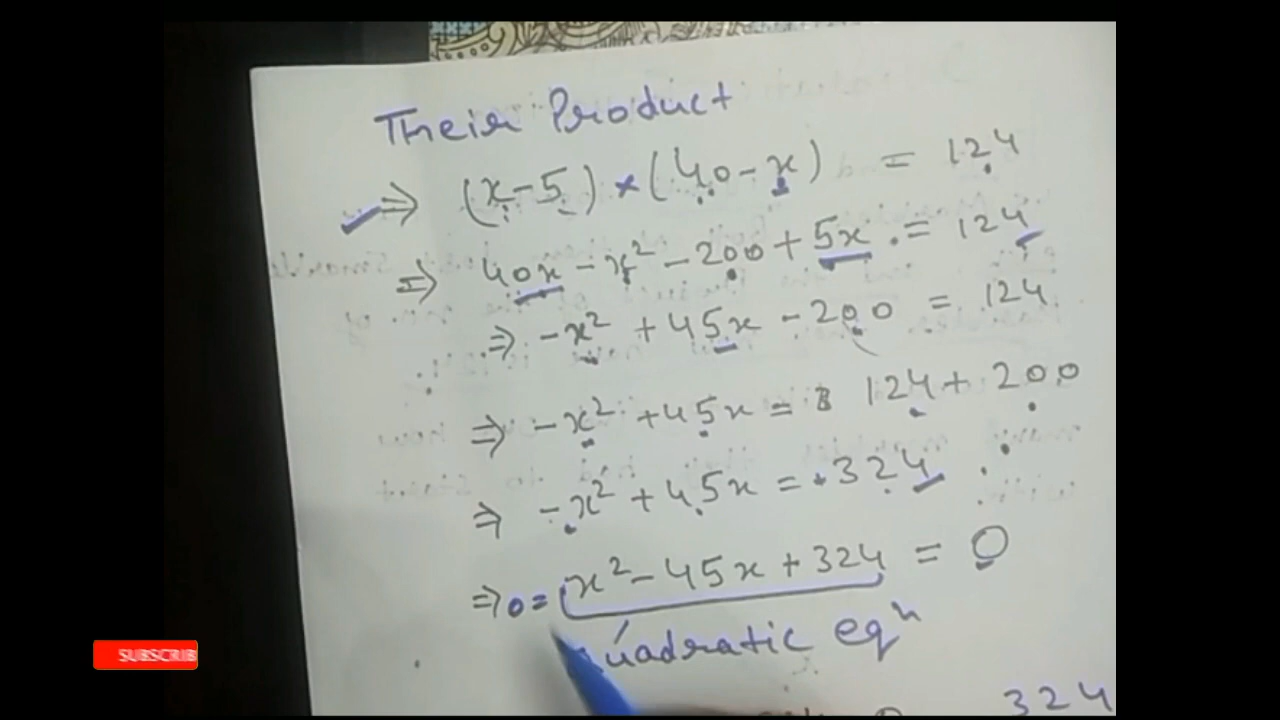 Their Product
⇒ (x-5) × (40-x) = 124
⇒ 40x - x² - 200 + 5x = 124
⇒ -x² + 45x - 200 = 124
⇒ -x² + 45x = 124 + 200
⇒ -x² + 45x = 324
⇒ 0 = x² - 45x + 324 = 0
Quadratic eqⁿ
324
SUBSCRIB